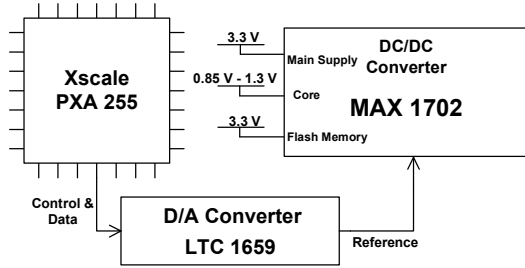 Xscale
PXA 255
3.3 V
Main Supply
0.85 V - 1.3 V
Core
3.3 V
Flash Memory
DC/DC
Converter
MAX 1702
Control &
Data
D/A Converter
LTC 1659
Reference